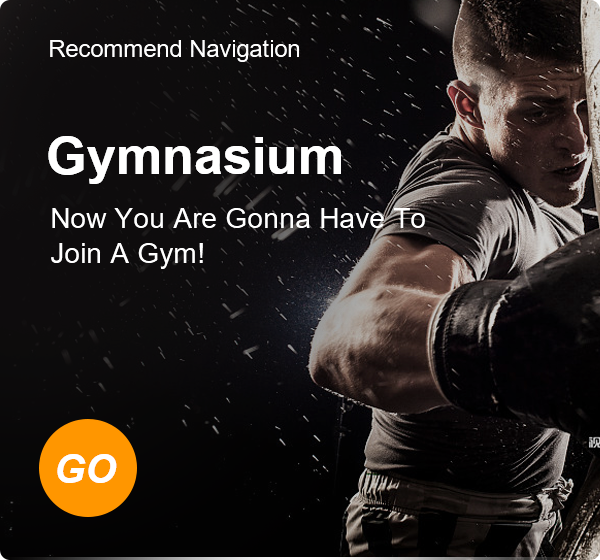 Recommend Navigation
Gymnasium
Now You Are Gonna Have To
Join A Gym!
GO